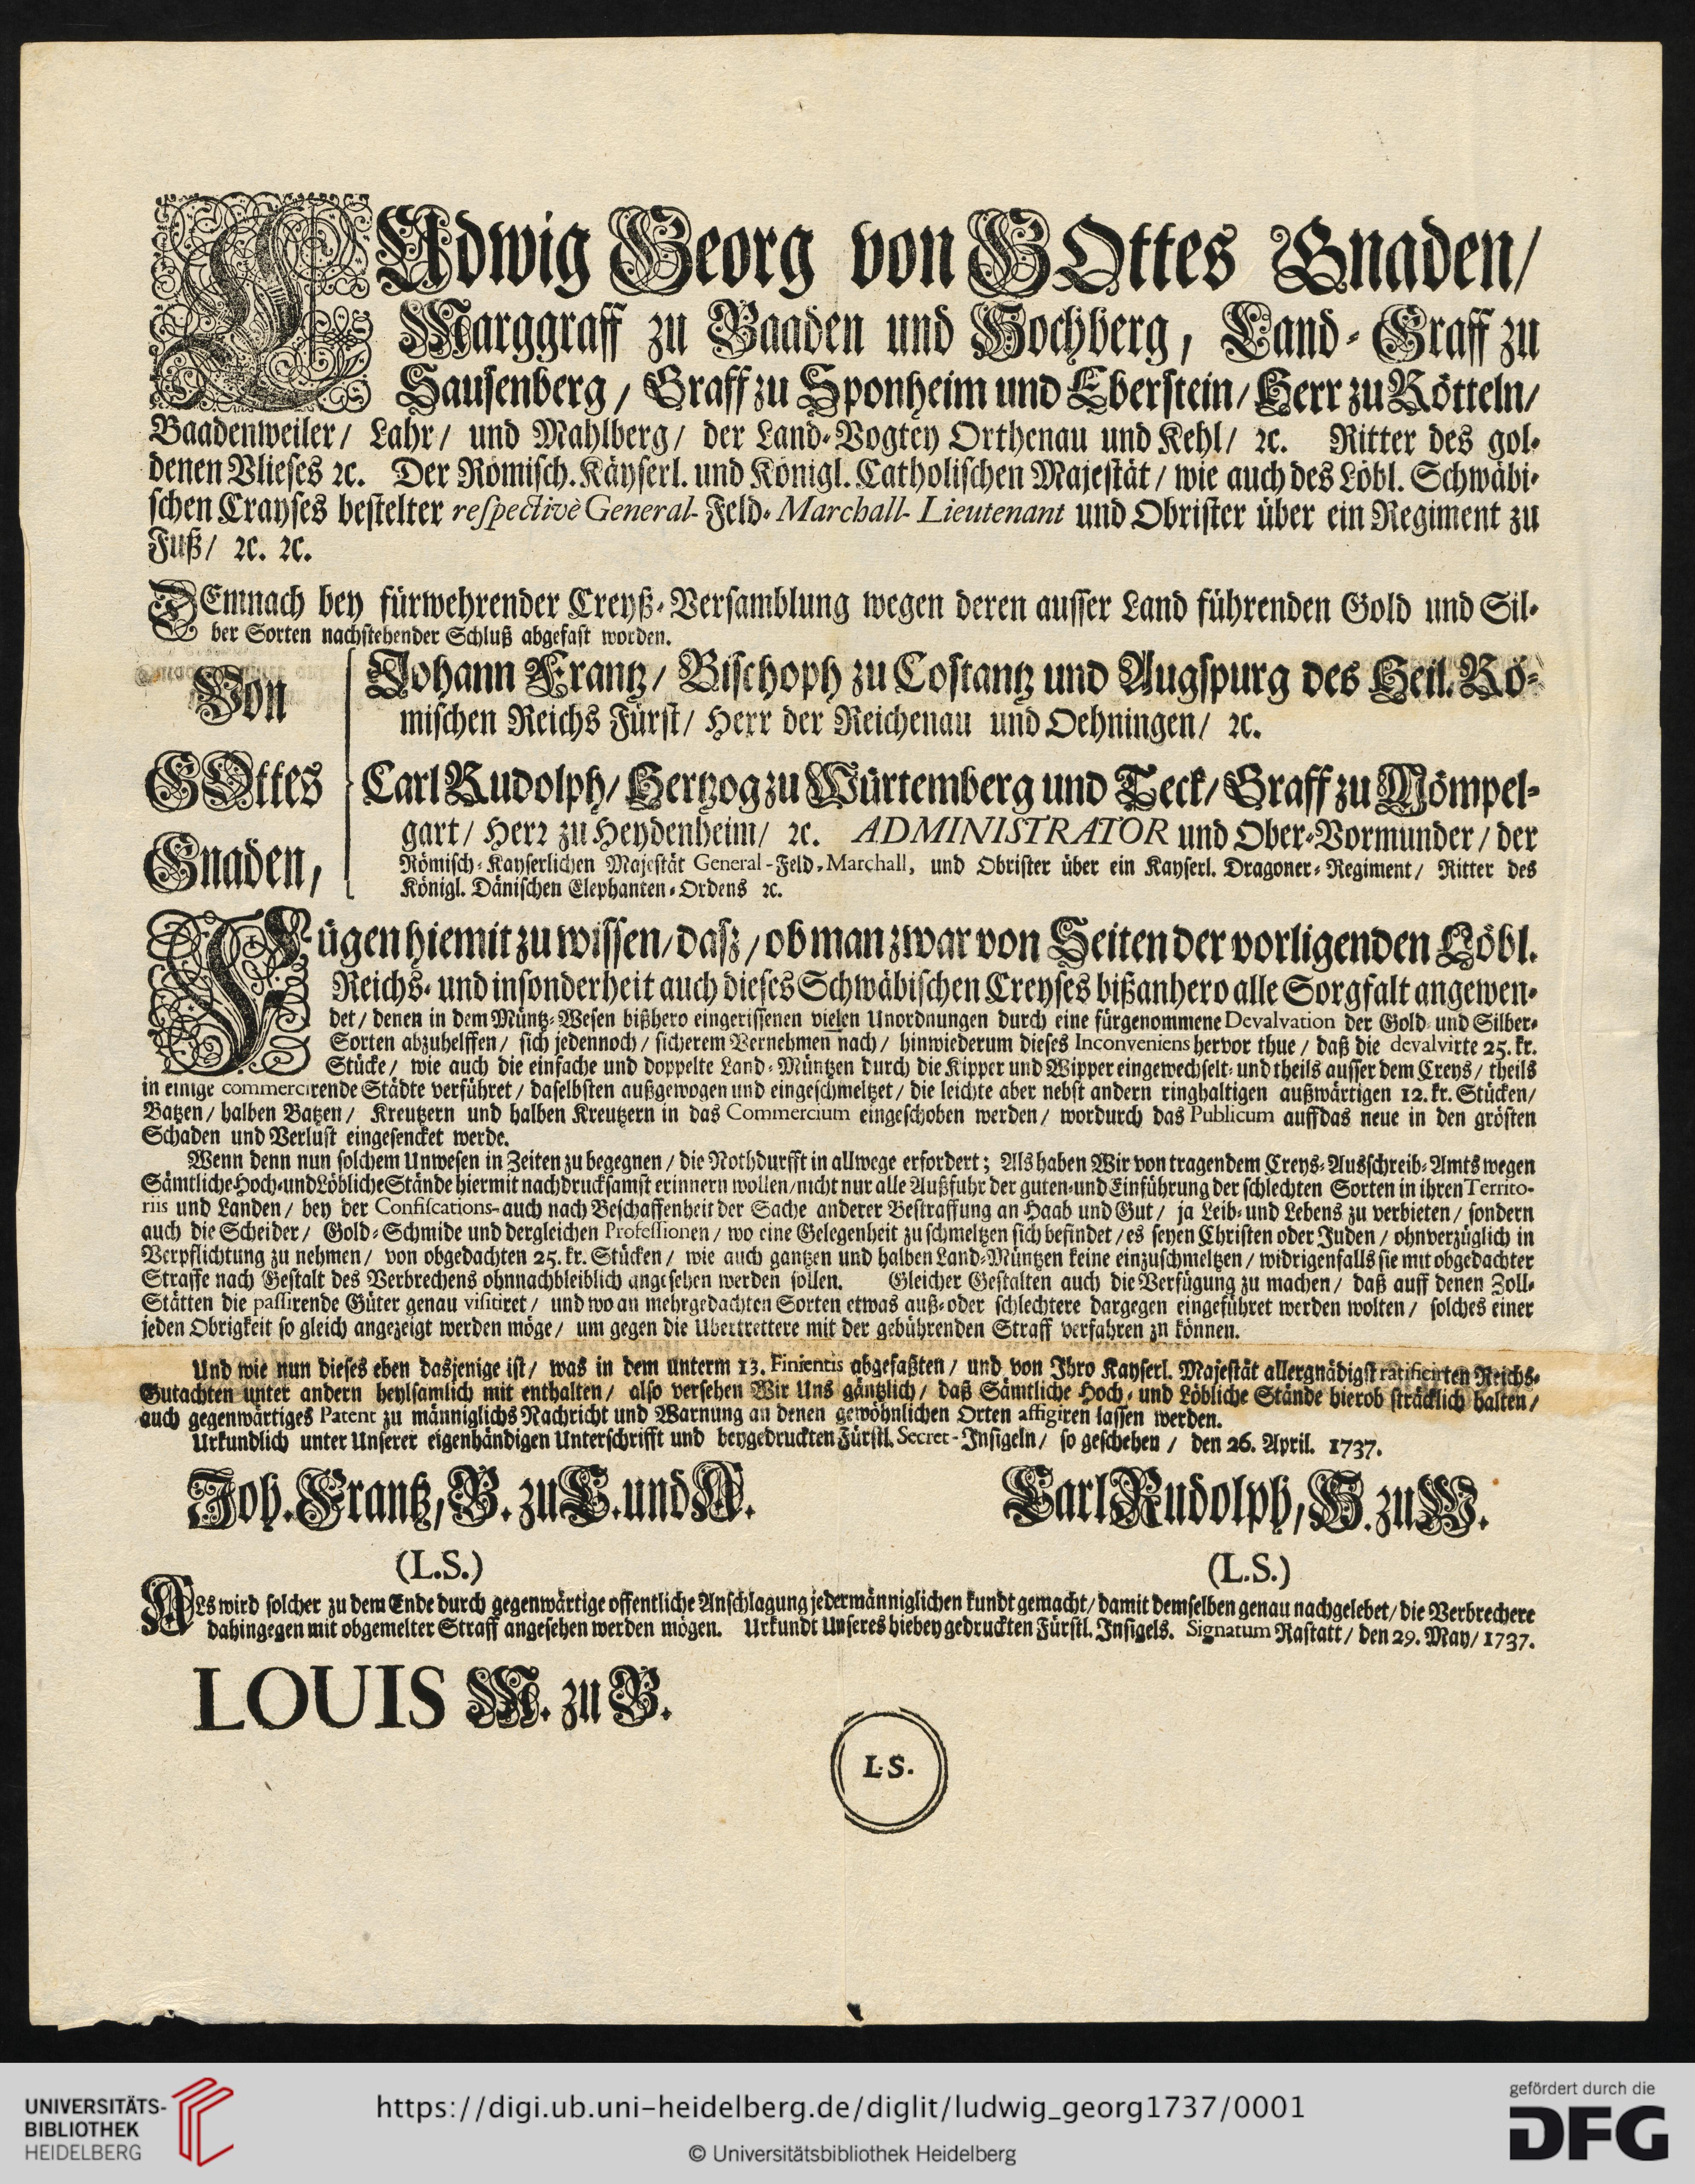 LUdwig Georg von GOttes Gnaden/
Marggraff zu Baaden und Hochberg, Land-Graff zu
Sausenberg / Graff zu Sponheim und Eberstein/ Herr zu Rötteln/
Baadenweiler/ Lahr/ und Mahlberg/ der Land-Vogtey Orthenau und Kehl/ ꝛc. Ritter des gol-
denen Vlieses ꝛc. Der Römisch. Käyserl. und Königl. Catholischen Majestät / wie auch des Löbl. Schwäbi-
schen Crayses bestelter respectivè General- Feld-Marchall-Lieutenant und Obrister über ein Regiment zu
Fuß/ ꝛc. ꝛc.
DEmnach bey fürwehrender Creyß-Versamblung wegen deren ausser Land führenden Gold und Sil-
ber Sorten nachstehender Schluß abgefast worden.
Von
GOttes
Gnaden,
Johann Frantz/ Bischoph zu Costantz und Augspurg des Heil. Rö-
mischen Reichs Fürst/ Herr der Reichenau und Oehningen/ ꝛc.
Carl Rudolph/ Hertzog zu Würtemberg und Teck/ Graff zu Mömpel-
gart/ Herꝛ zu Heydenheim/ ꝛc. ADMINISTRATOR und Ober-Vormunder/ der
Römisch-Kayserlichen Majestät General-Feld-Marchall, und Obrister über ein Kayserl. Dragoner-Regiment/ Ritter des
Königl. Dänischen Elephanten-Ordens ꝛc.
Fügen hiemit zu wissen/ daß / ob man zwar von Seiten der vorligenden Löbl.
Reichs- und insonderheit auch dieses Schwäbischen Creyses bißanhero alle Sorgfalt angewen-
det/ denen in dem Müntz-Wesen bißhero eingerissenen vielen Unordnungen durch eine fürgenommene Devalvation der Gold- und Silber-
Sorten abzuhelffen/ sich jedennoch/ sicherem Vernehmen nach/ hinwiederum dieses Inconveniens hervor thue / daß die devalvirte 25. kr.
Stücke/ wie auch die einfache und doppelte Land-Müntzen durch die Kipper und Wipper eingewechselt- und theils ausser dem Creys/ theils
in einige commercirende Städte verführet/ daselbsten außgewogen und eingeschmeltzet / die leichte aber nebst andern ringhaltigen außwärtigen 12. kr. Stücken/
Batzen/ halben Batzen/ Kreutzern und halben Kreutzern in das Commercium eingeschoben werden/ wordurch das Publicum auffdas neue in den grösten
Schaden und Verlust eingesencket werde.
Wenn denn nun solchem Unwesen in Zeiten zu begegnen / die Nothdurfft in allwege erfordert; Als haben Wir von tragendem Creys-Ausschreib-Amts wegen
Sämtliche Hoch- und Löbliche Stände hiermit nachdrucksamst erinnern wollen/ nicht nur alle Außfuhr der guten- und Einführung der schlechten Sorten in ihren Territo-
riis und Landen/ bey der Confiscations- auch nach Beschaffenheit der Sache anderer Bestraffung an Haab und Gut/ ja Leib- und Lebens zu verbieten/ sondern
auch die Scheider/ Gold-Schmide und dergleichen Professionen/ wo eine Gelegenheit zu schmeltzen sich befindet / es seyen Christen oder Juden / ohnverzüglich in
Verpflichtung zu nehmen/ von obgedachten 25. kr. Stücken/ wie auch gantzen und halben Land-Müntzen keine einzuschmeltzen/ widrigenfalls sie mit obgedachter
Straffe nach Gestalt des Verbrechens ohnnachbleiblich angesehen werden sollen. Gleicher Gestalten auch die Verfügung zu machen/ daß auff denen Zoll-
Stätten die passirende Güter genau visitiret/ und wo an mehrgedachten Sorten etwas auß- oder schlechtere dargegen eingeführet werden wolten/ solches einer
jeden Obrigkeit so gleich angezeigt werden möge/ um gegen die Ubertrettere mit der gebührenden Straff verfahren zu können.
Und wie nun dieses eben dasjenige ist/ was in dem unterm 13. Finientis abgefaßten/ und von Ihro Kayserl. Majestät allergnädigst ratificirten Reichs-
Gutachten unter andern heylsamlich mit enthalten/ also versehen Wir Uns gäntzlich/ daß Sämtliche Hoch- und Löbliche Stände hierob sträcklich halten/
auch gegenwärtiges Patent zu männiglichs Nachricht und Warnung an denen gewöhnlichen Orten affigiren lassen werden.
Urkundlich unter Unserer eigenhändigen Unterschrifft und beygedruckten Fürstl. Secret-Insigeln/ so geschehen / den 26. April. 1737.
Joh. Frantz, B. zu C. und A.
Carl Rudolph, H. zu W.
(L.S.)
(L.S.)
ALs wird solcher zu dem Ende durch gegenwärtige offentliche Anschlagung jedermänniglichen kundt gemacht/ damit demselben genau nachgelebet/ die Verbrechere
dahingegen mit obgemelter Straff angesehen werden mögen. Urkundt Unseres hiebey gedruckten Fürstl. Insigels. Signatum Rastatt / den 29. May/ 1737.
LOUIS M. zu B.
L.S.
UNIVERSITÄTS-
BIBLIOTHEK
HEIDELBERG
https://digi.ub.uni-heidelberg.de/diglit/ludwig_georg1737/0001
© Universitätsbibliothek Heidelberg
gefördert durch die
DFG